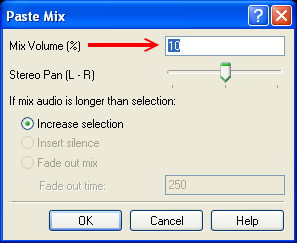 Paste Mix
Mix Volume (%) 10
Stereo Pan (L - R)
If mix audio is longer than selection:
Increase selection
Insert silence
Fade out mix
Fade out time: 250
OK Cancel Help